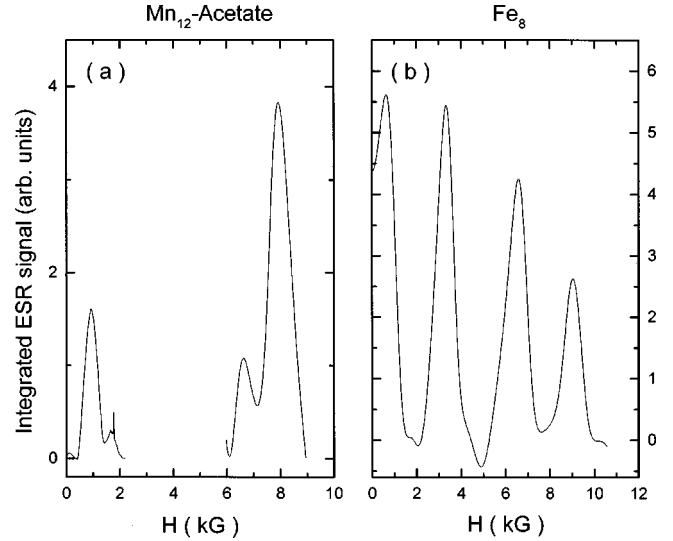 Mn₁₂-Acetate
Fe₈
( a )
( b )
Integrated ESR signal (arb. units)
4
2
0
6
5
4
3
2
1
0
0 2 4 6 8 10
0 2 4 6 8 10 12
H ( kG )
H ( kG )